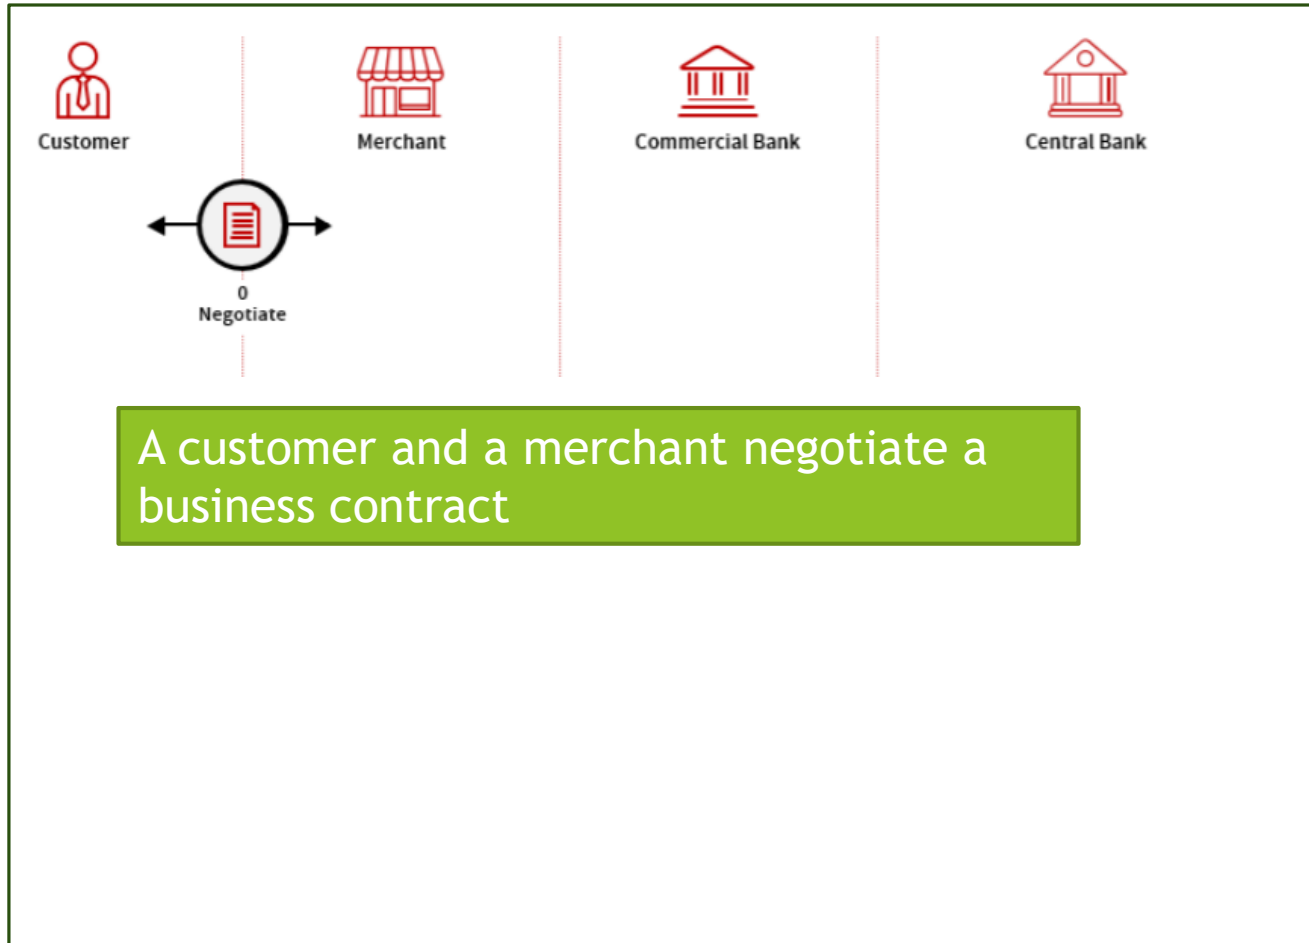 Customer
Merchant
Commercial Bank
Central Bank
0
Negotiate
A customer and a merchant negotiate a
business contract